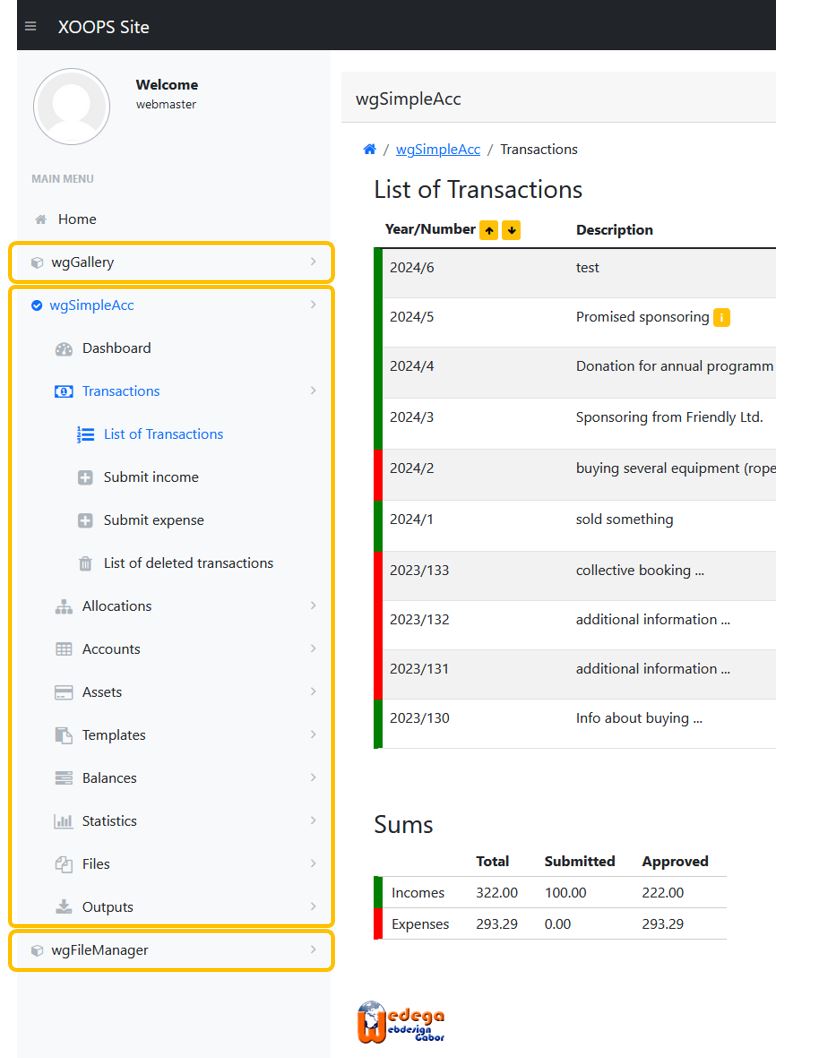 XOOPS Site
Welcome
webmaster
MAIN MENU
Home
wgGallery
wgSimpleAcc
Dashboard
Transactions
List of Transactions
Submit income
Submit expense
List of deleted transactions
Allocations
Accounts
Assets
Templates
Balances
Statistics
Files
Outputs
wgFileManager
wgSimpleAcc
/ wgSimpleAcc / Transactions
List of Transactions
Year/Number Description
2024/6 test
2024/5 Promised sponsoring i
2024/4 Donation for annual programm
2024/3 Sponsoring from Friendly Ltd.
2024/2 buying several equipment (rope
2024/1 sold something
2023/133 collective booking ...
2023/132 additional information ...
2023/131 additional information ...
2023/130 Info about buying ...
Sums
Total Submitted Approved
Incomes 322.00 100.00 222.00
Expenses 293.29 0.00 293.29
Wedega
Webdesign
Gabor